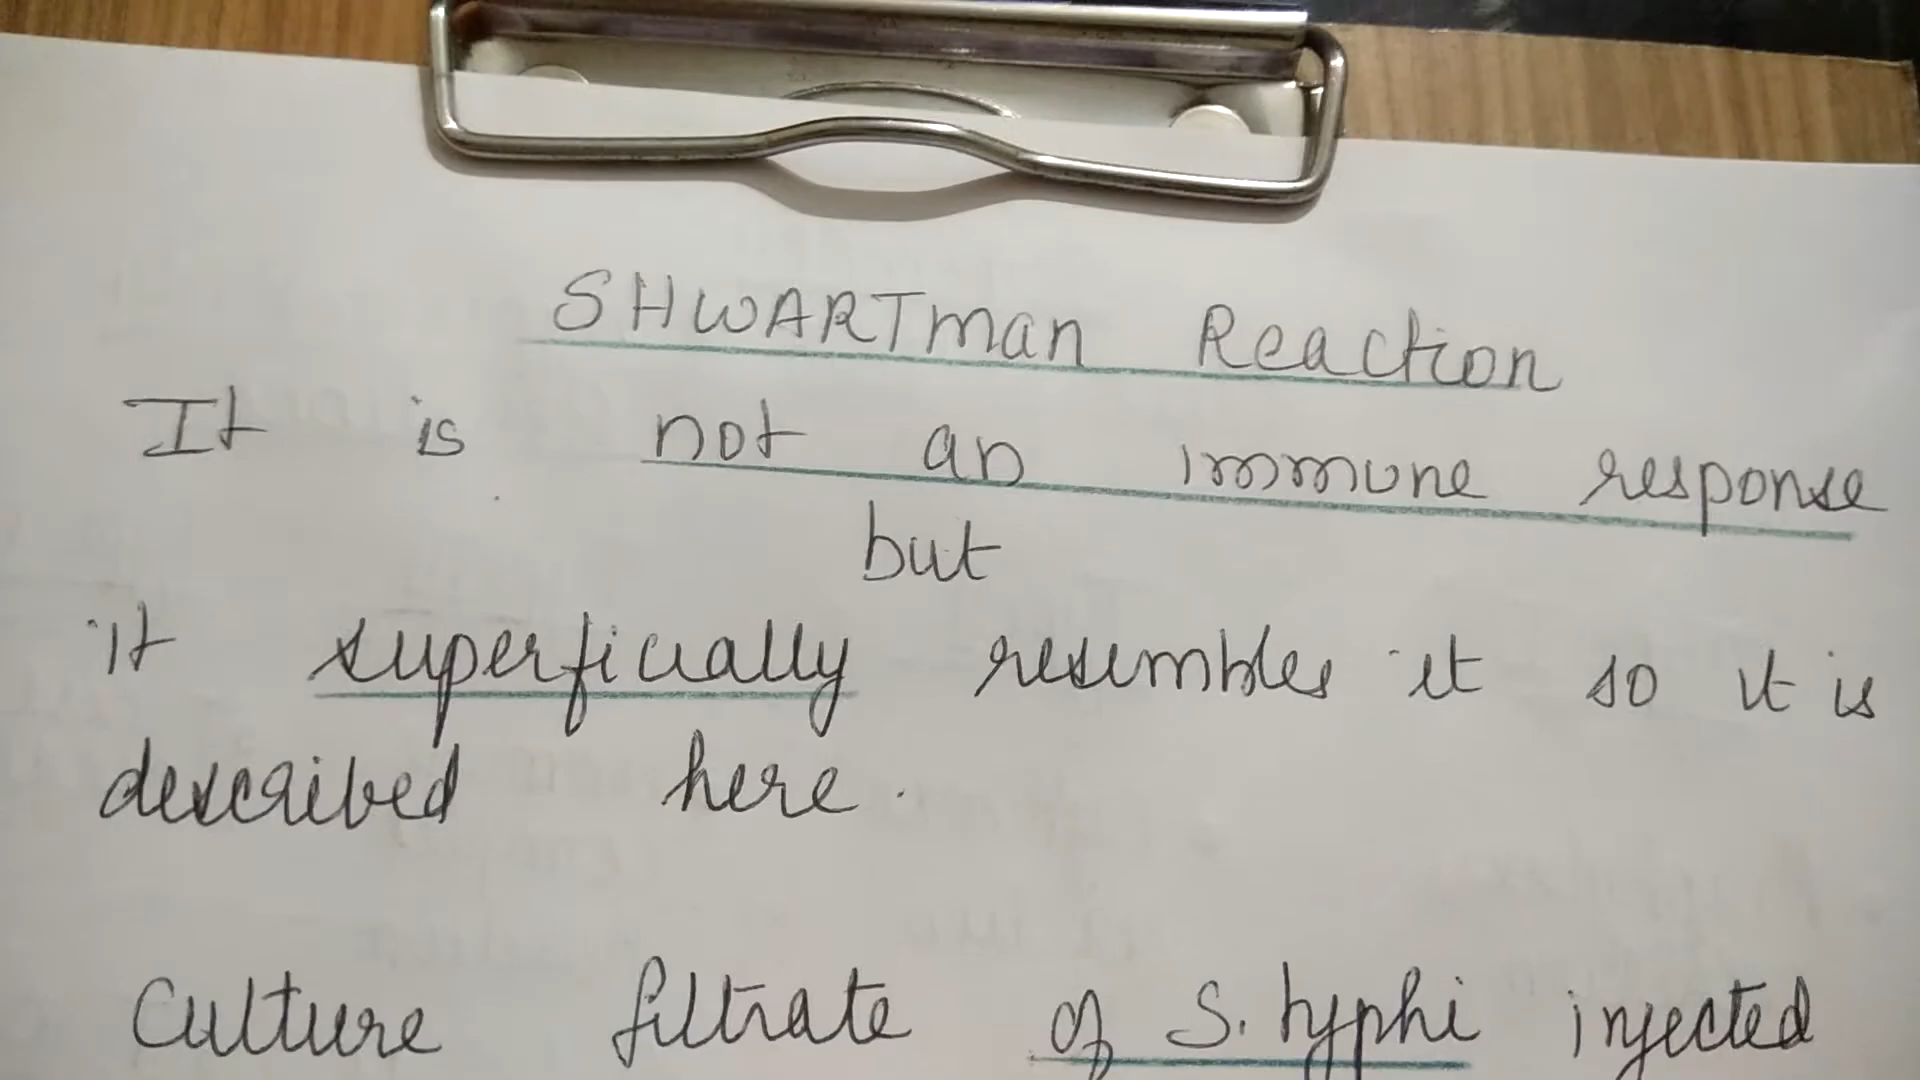 SHWARTman Reaction
It is not an immune response
but
it superficially resembles it so it is
described here.
Culture filtrate of S. typhi injected